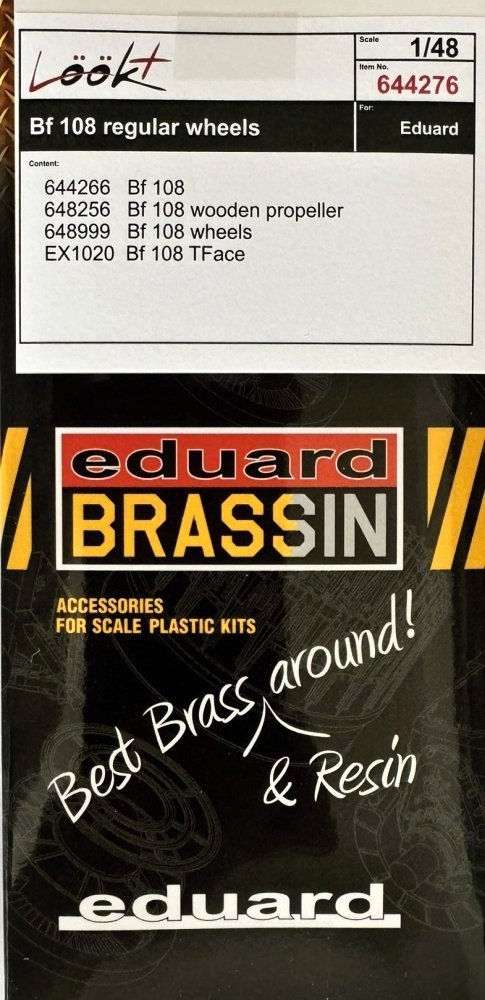 Löök+
Scale
1/48
Item No.
644276
Bf 108 regular wheels
For:
Eduard
Content:
644266 Bf 108
648256 Bf 108 wooden propeller
648999 Bf 108 wheels
EX1020 Bf 108 TFace
eduard
BRASSIN
ACCESSORIES
FOR SCALE PLASTIC KITS
Best Brass around!
& Resin
eduard